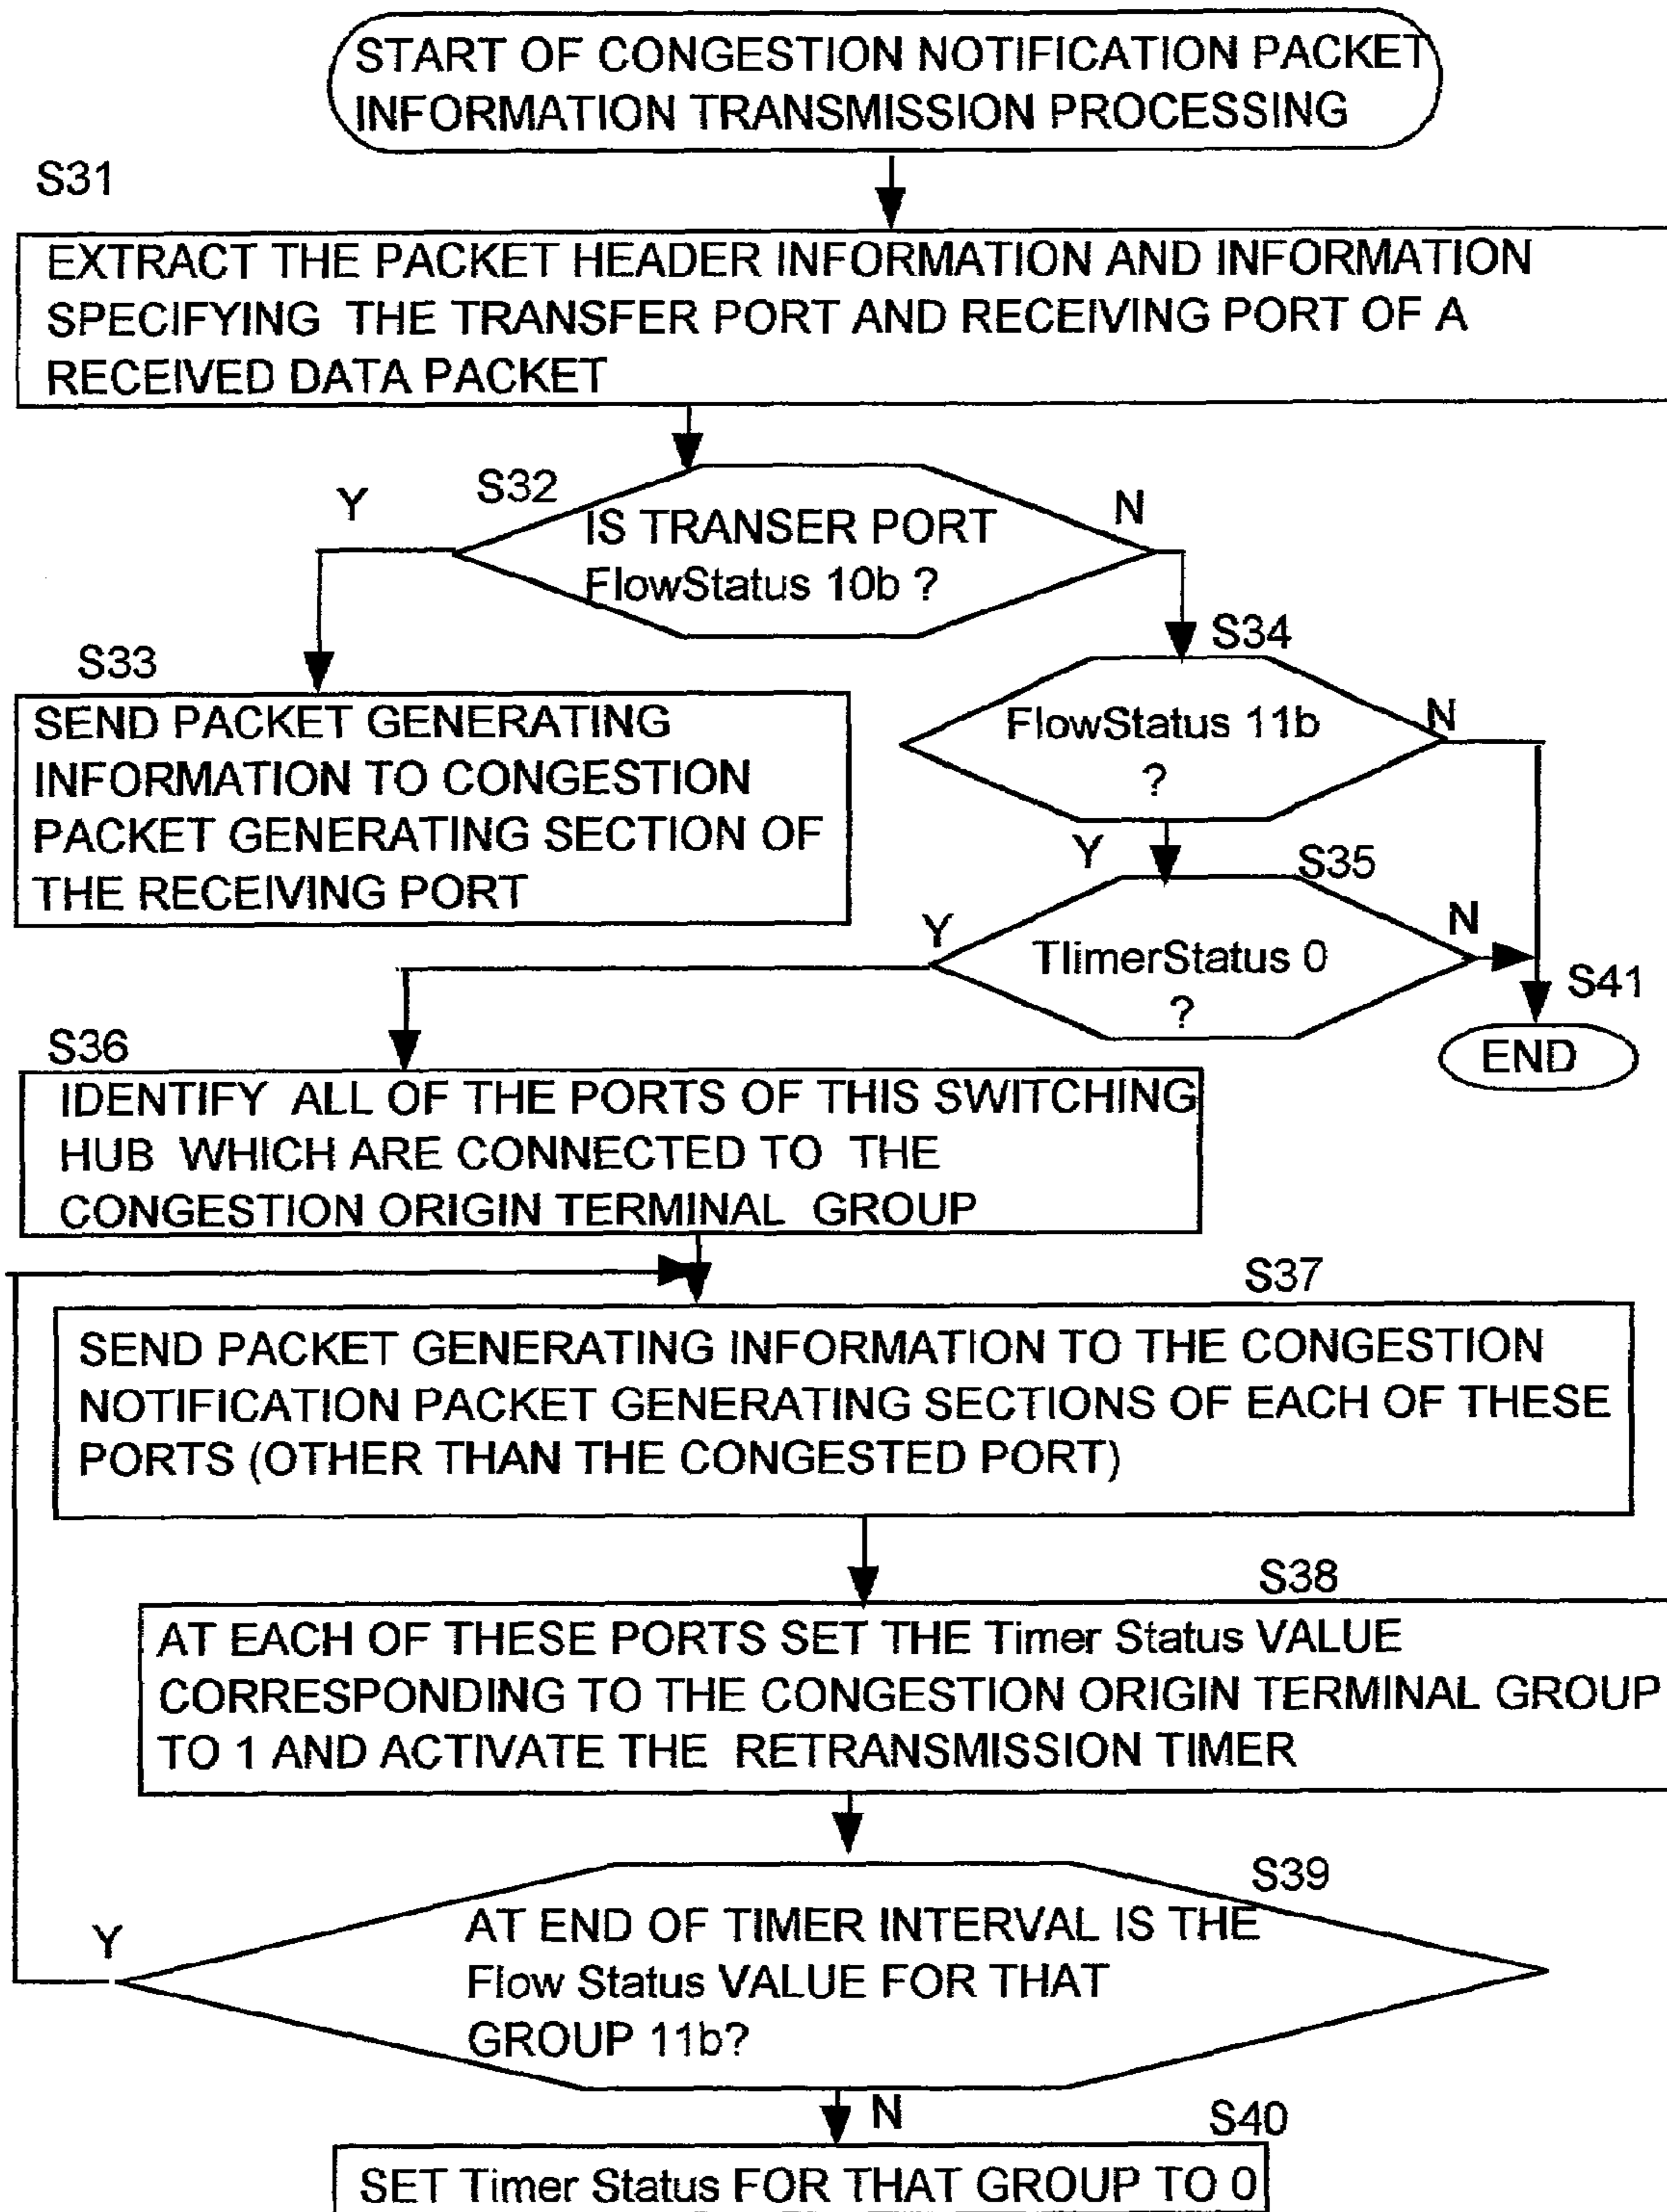 START OF CONGESTION NOTIFICATION PACKET
INFORMATION TRANSMISSION PROCESSING
S31
EXTRACT THE PACKET HEADER INFORMATION AND INFORMATION
SPECIFYING THE TRANSFER PORT AND RECEIVING PORT OF A
RECEIVED DATA PACKET
S32
Y
N
IS TRANSER PORT
FlowStatus 10b ?
S33
SEND PACKET GENERATING
INFORMATION TO CONGESTION
PACKET GENERATING SECTION OF
THE RECEIVING PORT
S34
FlowStatus 11b
?
N
Y
S35
TlimerStatus 0
?
Y
N
S41
END
S36
IDENTIFY ALL OF THE PORTS OF THIS SWITCHING
HUB WHICH ARE CONNECTED TO THE
CONGESTION ORIGIN TERMINAL GROUP
S37
SEND PACKET GENERATING INFORMATION TO THE CONGESTION
NOTIFICATION PACKET GENERATING SECTIONS OF EACH OF THESE
PORTS (OTHER THAN THE CONGESTED PORT)
S38
AT EACH OF THESE PORTS SET THE Timer Status VALUE
CORRESPONDING TO THE CONGESTION ORIGIN TERMINAL GROUP
TO 1 AND ACTIVATE THE RETRANSMISSION TIMER
S39
Y
AT END OF TIMER INTERVAL IS THE
Flow Status VALUE FOR THAT
GROUP 11b?
N
S40
SET Timer Status FOR THAT GROUP TO 0